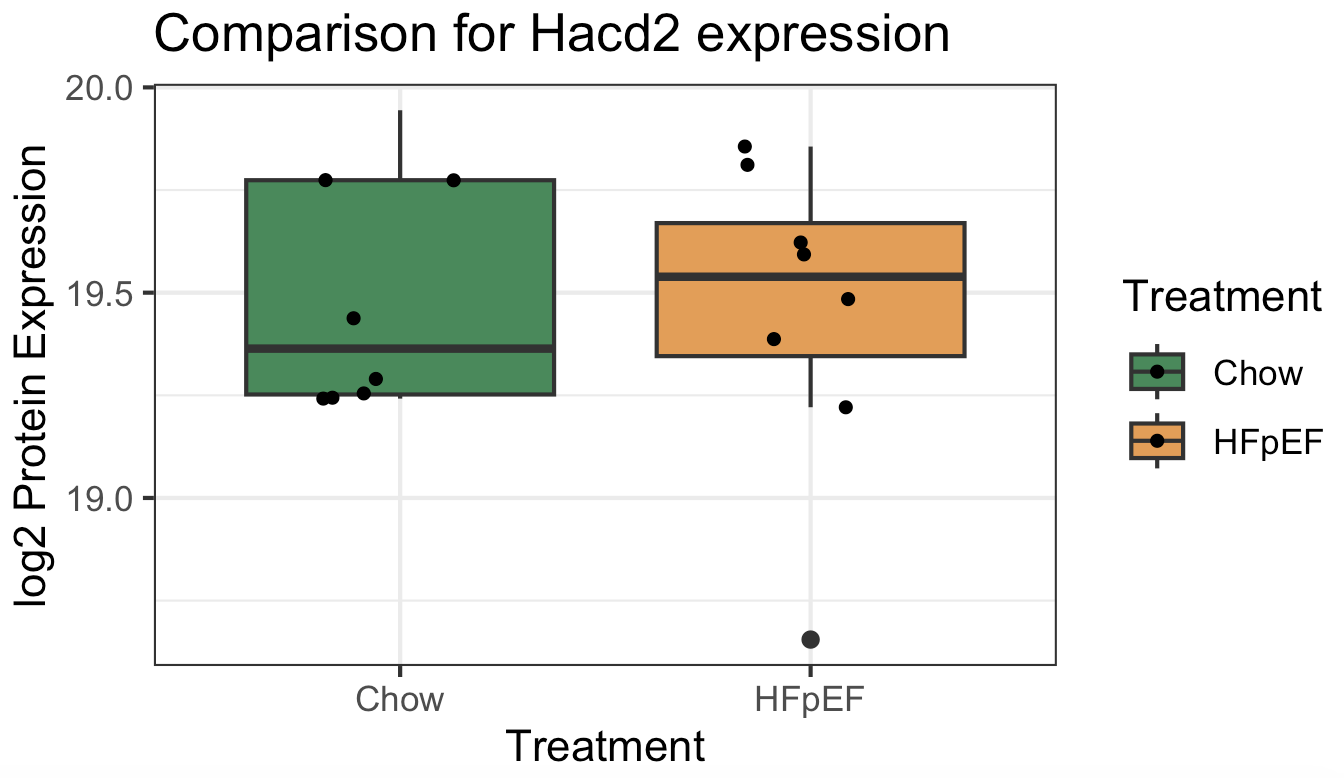 Comparison for Hacd2 expression
20.0
19.5
19.0
log2 Protein Expression
Chow
HFpEF
Treatment
Treatment
Chow
HFpEF